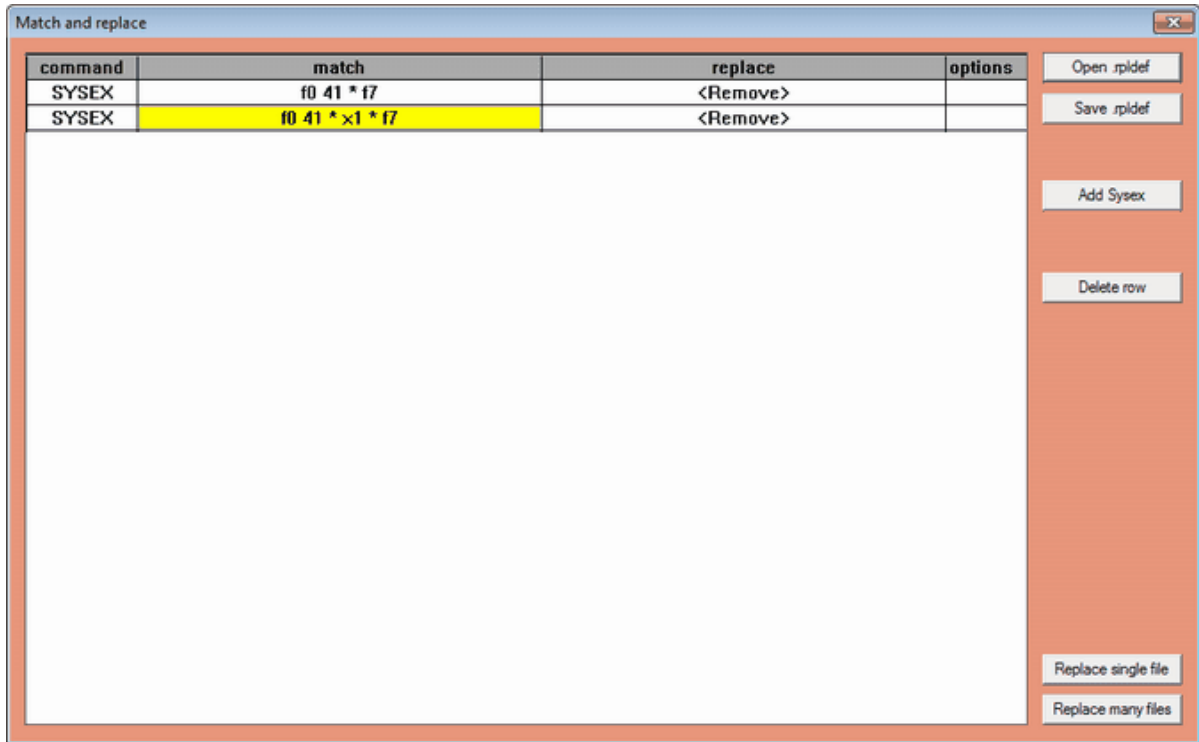 Match and replace
command match replace options
SYSEX f0 41 * f7 <Remove>
SYSEX f0 41 * x1 * f7 <Remove>
Open .rpldef
Save .rpldef
Add Sysex
Delete row
Replace single file
Replace many files